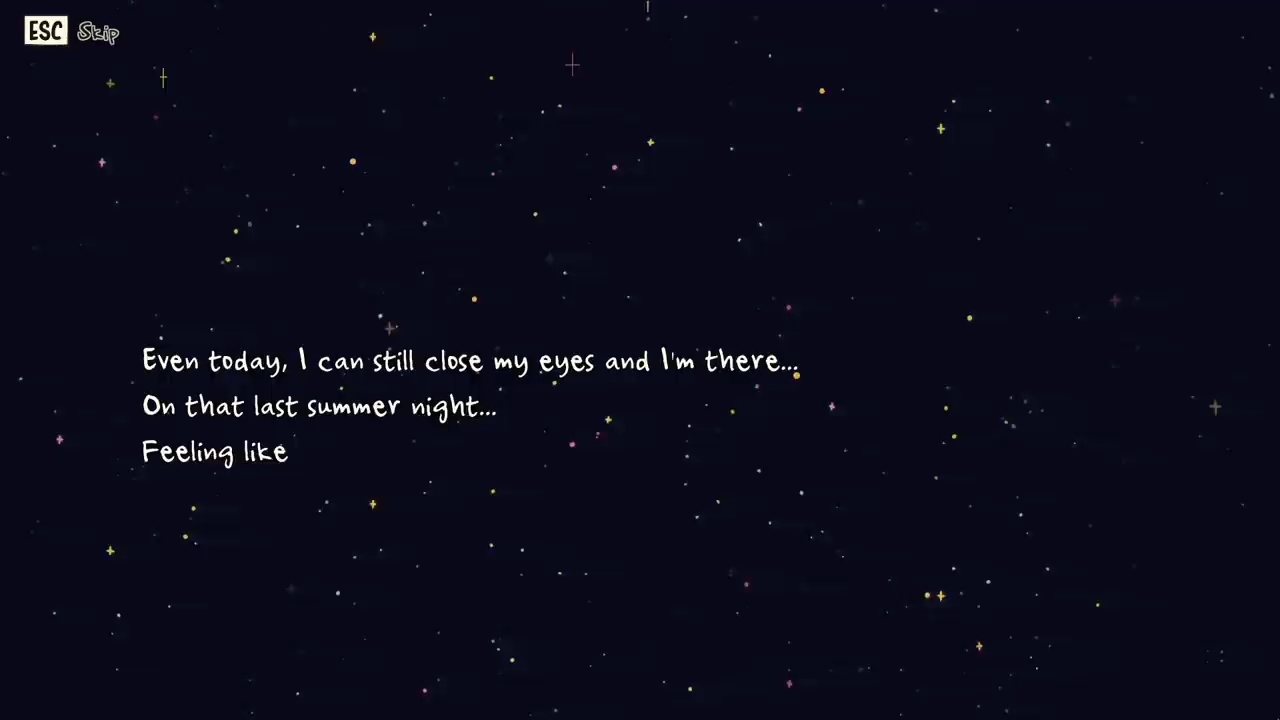 ESC Skip
Even today, I can still close my eyes and I'm there...
On that last summer night...
Feeling like